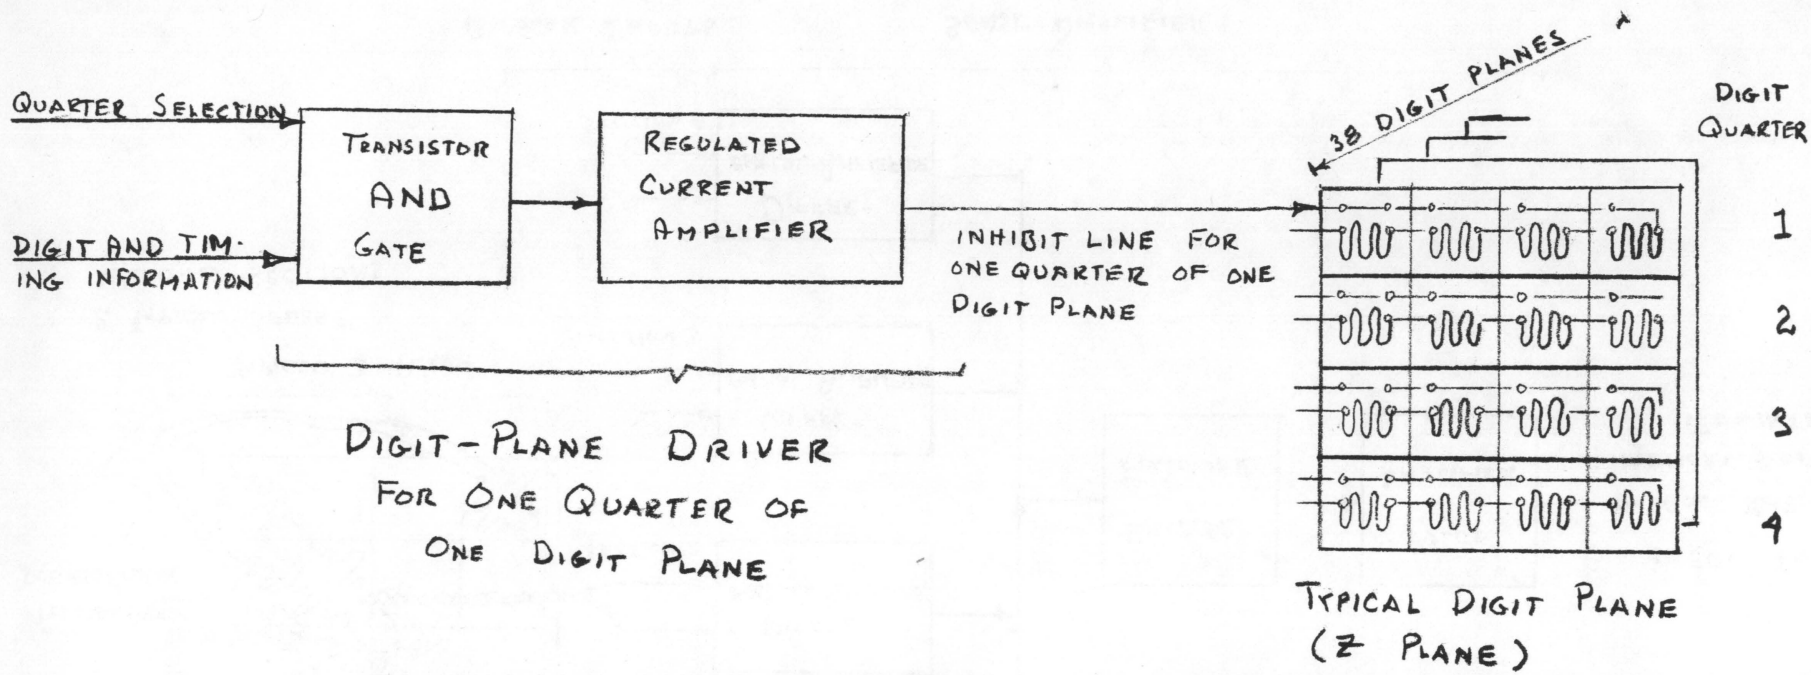 QUARTER SELECTION
DIGIT AND TIM-
ING INFORMATION
TRANSISTOR
AND
GATE
REGULATED
CURRENT
AMPLIFIER
INHIBIT LINE FOR
ONE QUARTER OF ONE
DIGIT PLANE
38 DIGIT PLANES
DIGIT
QUARTER
1
2
3
4
DIGIT-PLANE DRIVER
FOR ONE QUARTER OF
ONE DIGIT PLANE
TYPICAL DIGIT PLANE
(Z PLANE)